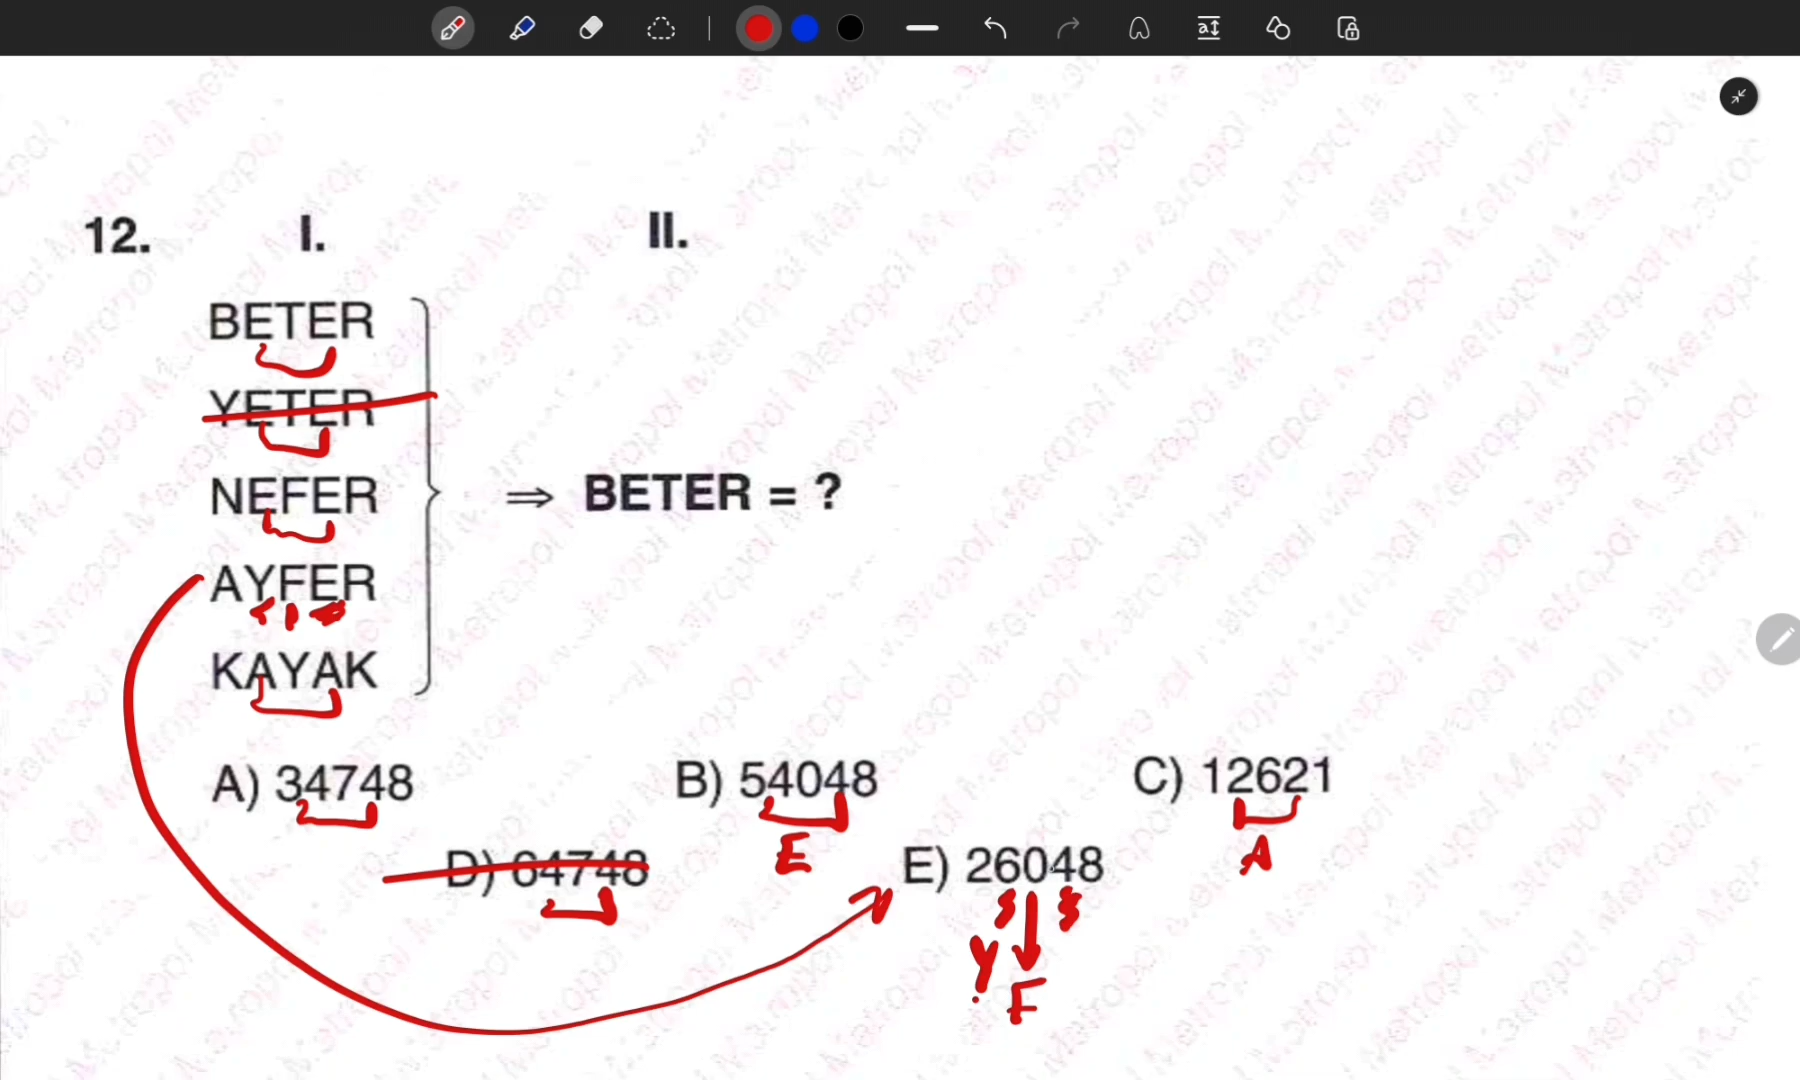 12. I. II.
BETER
YETER
NEFER
⇒ BETER = ?
AYFER
KAYAK
A) 34748 B) 54048 C) 12621
D) 64748 E) 26048
E A
Y F